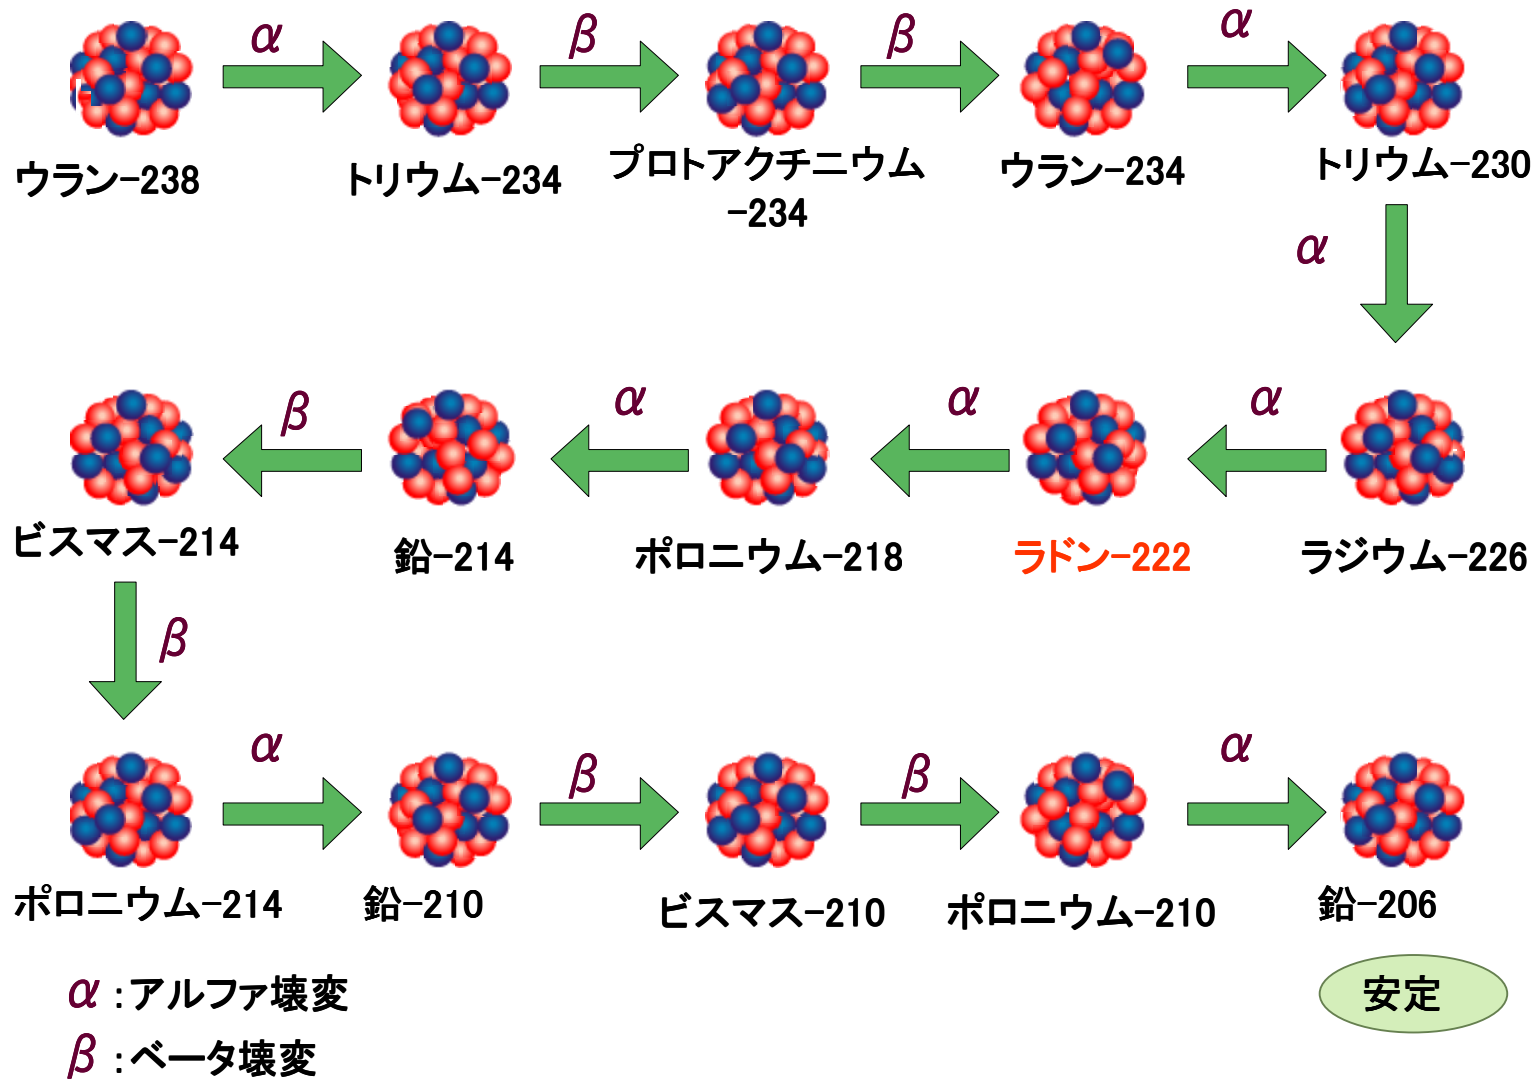 α
β
β
α
ウラン-238
トリウム-234
プロトアクチニウム
-234
ウラン-234
トリウム-230
α
β
α
α
α
ビスマス-214
鉛-214
ポロニウム-218
ラドン-222
ラジウム-226
β
α
β
β
α
ポロニウム-214
鉛-210
ビスマス-210
ポロニウム-210
鉛-206
α:アルファ壊変
安定
β:ベータ壊変